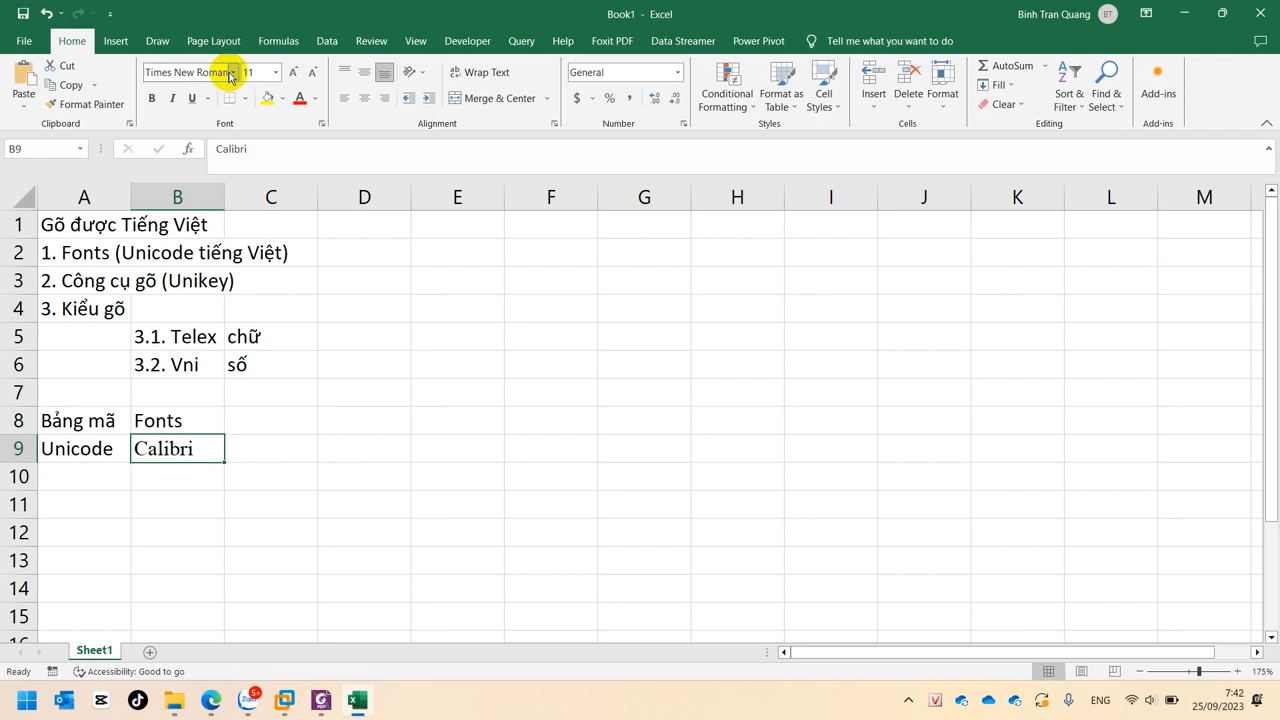 Book1 - Excel
Binh Tran Quang
BT
File Home Insert Draw Page Layout Formulas Data Review View Developer Query Help Foxit PDF Data Streamer Power Pivot Tell me what you want to do
Paste
Cut
Copy
Format Painter
Clipboard
Times New Roman 11
B I U
Font
Wrap Text
Merge & Center
Alignment
General
$ % ,
Number
Conditional Formatting
Format as Table
Cell Styles
Styles
Insert
Delete
Format
Cells
AutoSum
Fill
Clear
Sort & Filter
Find & Select
Editing
Add-ins
Add-ins
B9 fx Calibri
A B C D E F G H I J K L M
1 Gõ được Tiếng Việt
2 1. Fonts (Unicode tiếng Việt)
3 2. Công cụ gõ (Unikey)
4 3. Kiểu gõ
5 3.1. Telex chữ
6 3.2. Vni số
7
8 Bảng mã Fonts
9 Unicode Calibri
10
11
12
13
14
15
Sheet1
Ready Accessibility: Good to go 175%
5+
ENG
7:42
25/09/2023